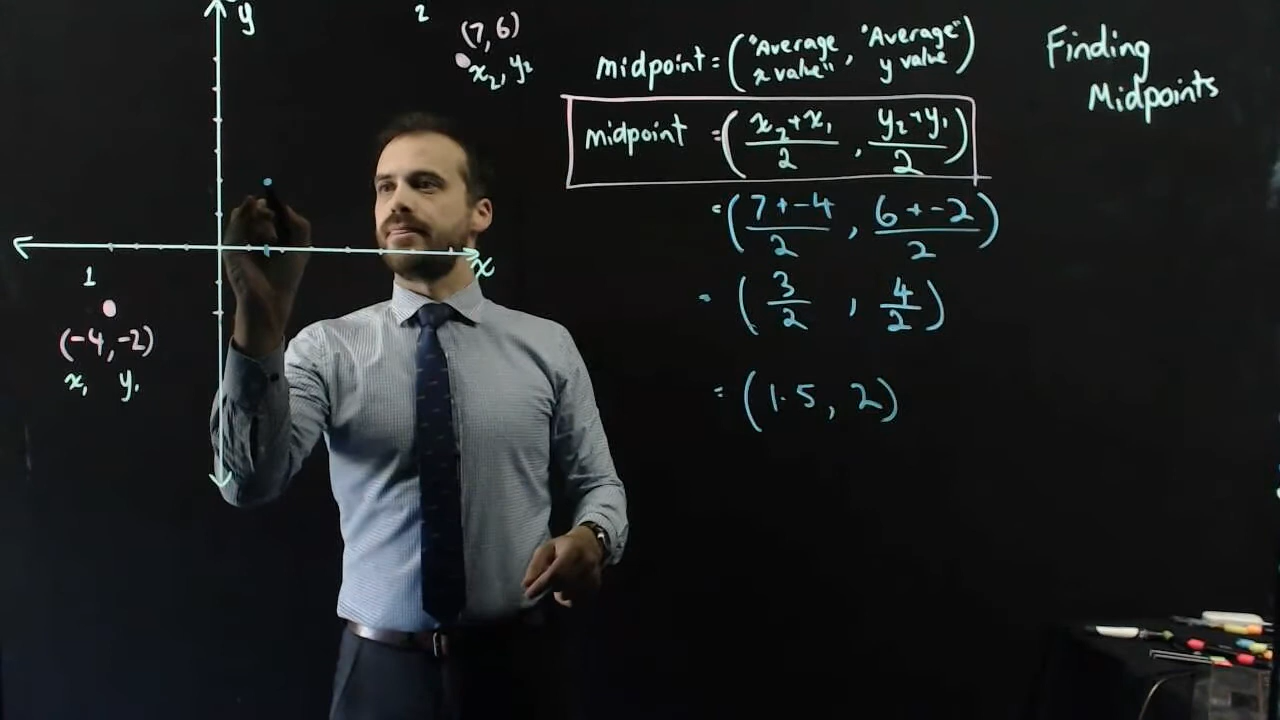 y
2
(7, 6)
x₂, y₂
x
1
(-4, -2)
x₁ y₁
midpoint = ("Average x value", "Average" y value)
midpoint = (x₂+x₁/2, y₂+y₁/2)
= (7+-4/2, 6+-2/2)
= (3/2, 4/2)
= (1.5, 2)
Finding
Midpoints